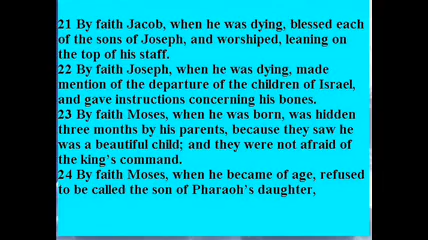 21 By faith Jacob, when he was dying, blessed each
of the sons of Joseph, and worshiped, leaning on
the top of his staff.
22 By faith Joseph, when he was dying, made
mention of the departure of the children of Israel,
and gave instructions concerning his bones.
23 By faith Moses, when he was born, was hidden
three months by his parents, because they saw he
was a beautiful child; and they were not afraid of
the king's command.
24 By faith Moses, when he became of age, refused
to be called the son of Pharaoh's daughter,